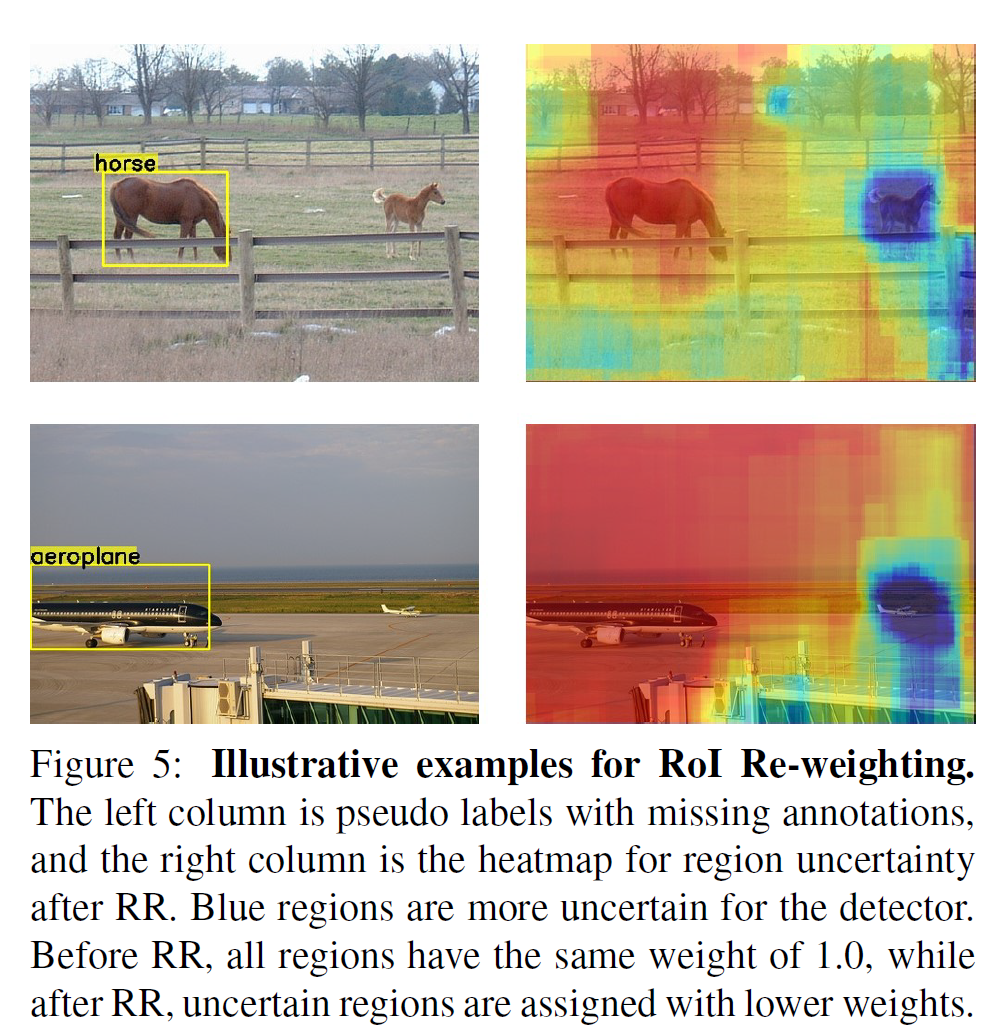 horse
aeroplane
Figure 5: Illustrative examples for RoI Re-weighting.
The left column is pseudo labels with missing annotations,
and the right column is the heatmap for region uncertainty
after RR. Blue regions are more uncertain for the detector.
Before RR, all regions have the same weight of 1.0, while
after RR, uncertain regions are assigned with lower weights.